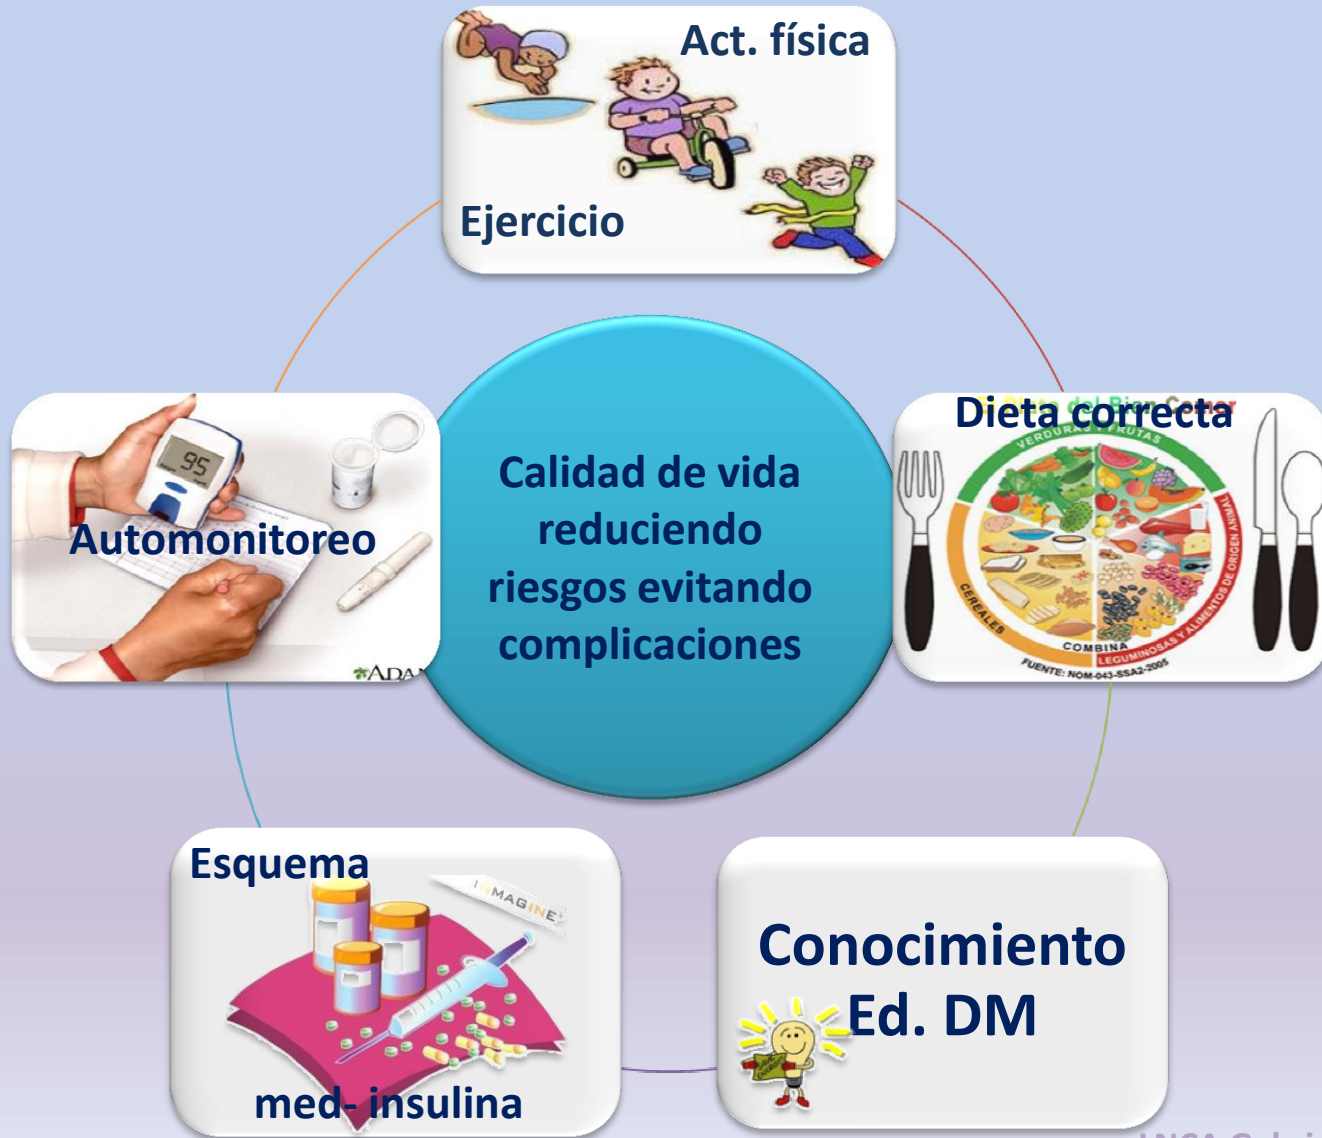 Act. física
Ejercicio
Dieta correcta
VERDURAS Y FRUTAS
CEREALES
LEGUMINOSAS Y ALIMENTOS DE ORIGEN ANIMAL
COMBINA
FUENTE: NOM-043-SSA2-2005
95
Automonitoreo
ADA
Calidad de vida
reduciendo
riesgos evitando
complicaciones
Esquema
INMAGINE
med- insulina
Conocimiento
Ed. DM